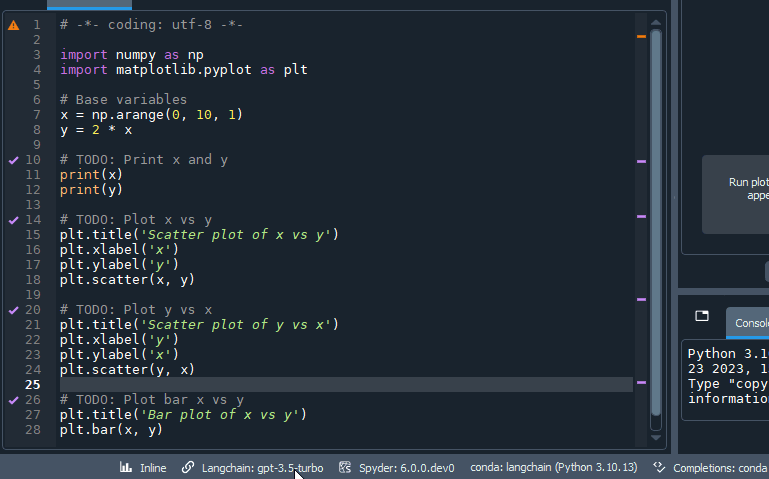 1 # -*- coding: utf-8 -*-
2
3 import numpy as np
4 import matplotlib.pyplot as plt
5
6 # Base variables
7 x = np.arange(0, 10, 1)
8 y = 2 * x
9
10 # TODO: Print x and y
11 print(x)
12 print(y)
13
14 # TODO: Plot x vs y
15 plt.title('Scatter plot of x vs y')
16 plt.xlabel('x')
17 plt.ylabel('y')
18 plt.scatter(x, y)
19
20 # TODO: Plot y vs x
21 plt.title('Scatter plot of y vs x')
22 plt.xlabel('y')
23 plt.ylabel('x')
24 plt.scatter(y, x)
25
26 # TODO: Plot bar x vs y
27 plt.title('Bar plot of x vs y')
28 plt.bar(x, y)
Run plot
appe
Console
Python 3.1
23 2023, 1
Type "copy
informatio
Inline Langchain: gpt-3.5-turbo Spyder: 6.0.0.dev0 conda: langchain (Python 3.10.13) Completions: conda